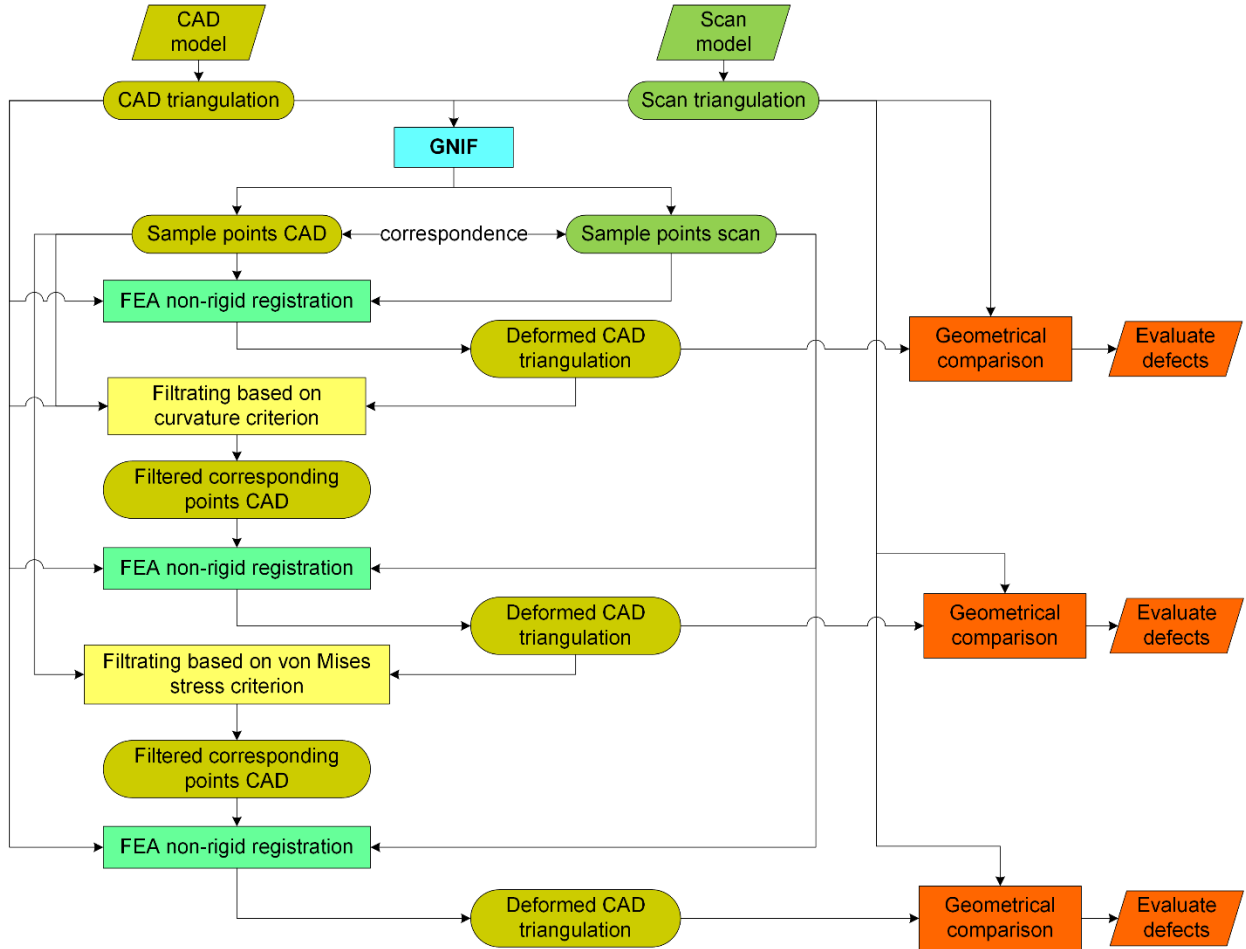 CAD
model
Scan
model
CAD triangulation
Scan triangulation
GNIF
Sample points CAD
correspondence
Sample points scan
FEA non-rigid registration
Deformed CAD
triangulation
Geometrical
comparison
Evaluate
defects
Filtrating based on
curvature criterion
Filtered corresponding
points CAD
FEA non-rigid registration
Deformed CAD
triangulation
Geometrical
comparison
Evaluate
defects
Filtrating based on von Mises
stress criterion
Filtered corresponding
points CAD
FEA non-rigid registration
Deformed CAD
triangulation
Geometrical
comparison
Evaluate
defects